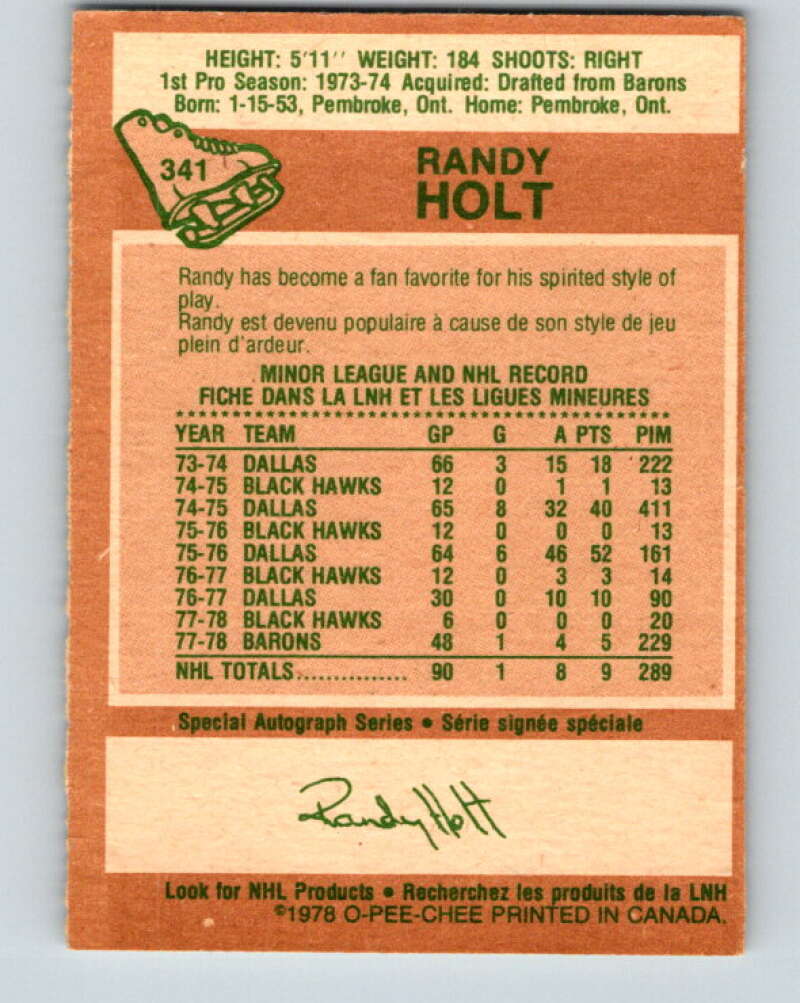 HEIGHT: 5'11'' WEIGHT: 184 SHOOTS: RIGHT
1st Pro Season: 1973-74 Acquired: Drafted from Barons
Born: 1-15-53, Pembroke, Ont. Home: Pembroke, Ont.
341
RANDY
HOLT
Randy has become a fan favorite for his spirited style of
play.
Randy est devenu populaire à cause de son style de jeu
plein d'ardeur.
MINOR LEAGUE AND NHL RECORD
FICHE DANS LA LNH ET LES LIGUES MINEURES
YEAR TEAM GP G A PTS PIM
73-74 DALLAS 66 3 15 18 222
74-75 BLACK HAWKS 12 0 1 1 13
74-75 DALLAS 65 8 32 40 411
75-76 BLACK HAWKS 12 0 0 0 13
75-76 DALLAS 64 6 46 52 161
76-77 BLACK HAWKS 12 0 3 3 14
76-77 DALLAS 30 0 10 10 90
77-78 BLACK HAWKS 6 0 0 0 20
77-78 BARONS 48 1 4 5 229
NHL TOTALS............... 90 1 8 9 289
Special Autograph Series • Série signée spéciale
Randy Holt
Look for NHL Products • Recherchez les produits de la LNH
©1978 O-PEE-CHEE PRINTED IN CANADA.